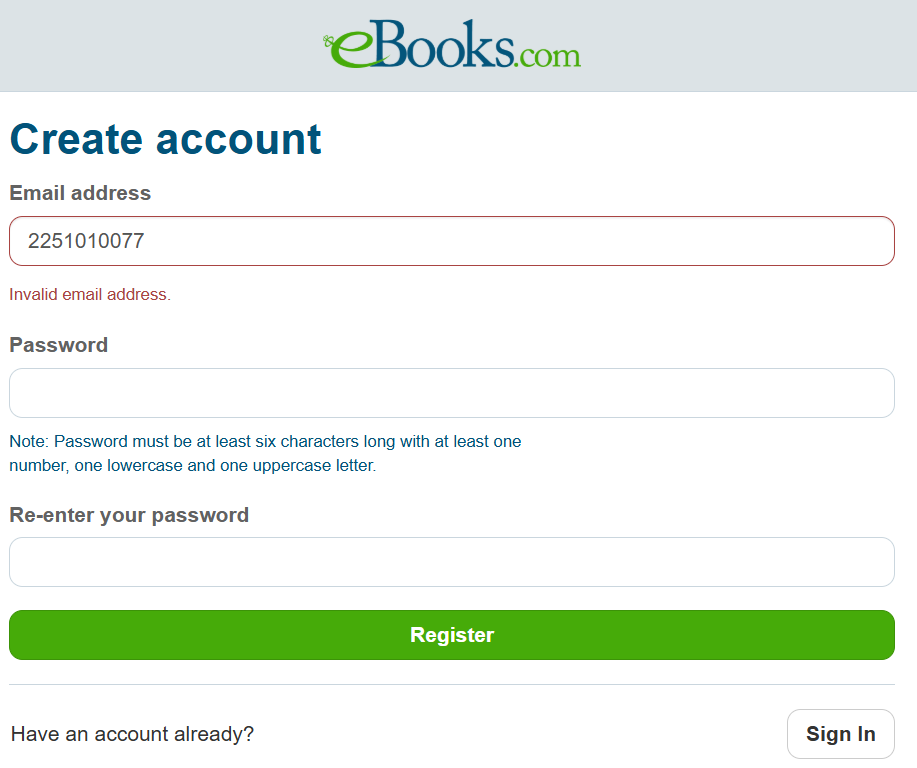 eBooks.com
Create account
Email address
2251010077
Invalid email address.
Password
Note: Password must be at least six characters long with at least one
number, one lowercase and one uppercase letter.
Re-enter your password
Register
Have an account already?
Sign In